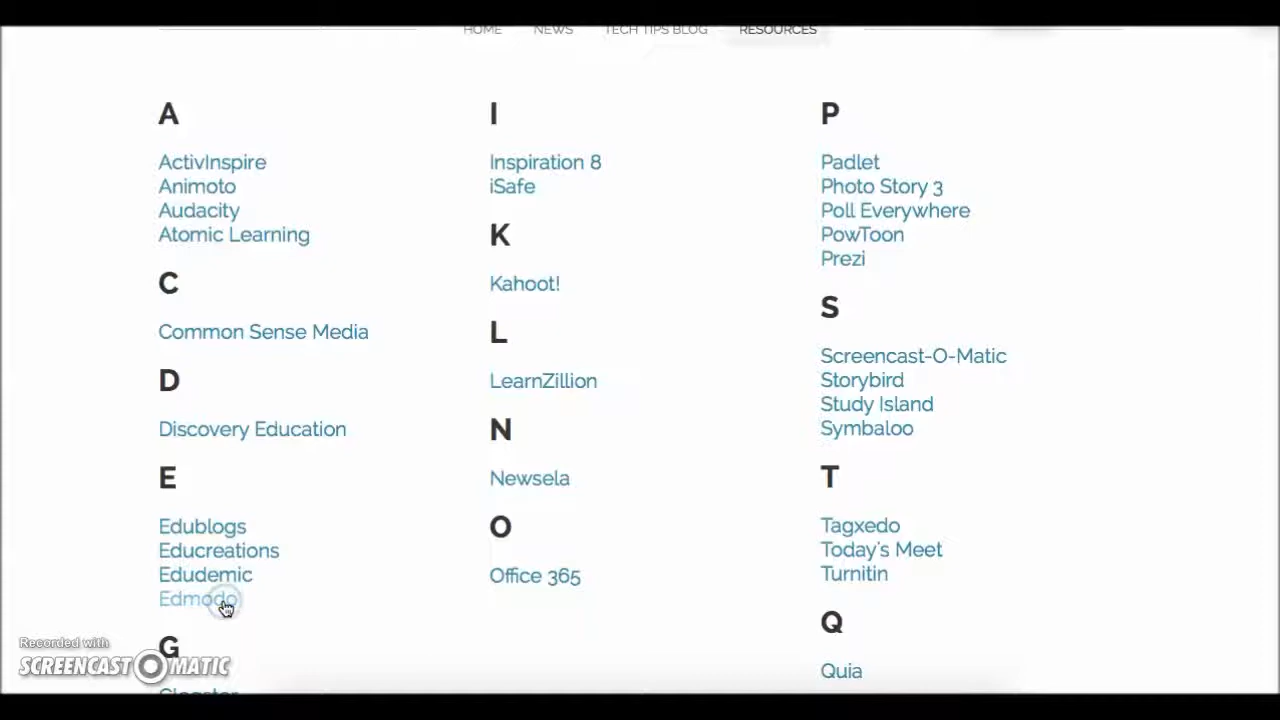 HOME NEWS TECH TIPS BLOG RESOURCES
A
ActivInspire
Animoto
Audacity
Atomic Learning
C
Common Sense Media
D
Discovery Education
E
Edublogs
Educreations
Edudemic
Edmodo
G
Glogster
I
Inspiration 8
iSafe
K
Kahoot!
L
LearnZillion
N
Newsela
O
Office 365
P
Padlet
Photo Story 3
Poll Everywhere
PowToon
Prezi
S
Screencast-O-Matic
Storybird
Study Island
Symbaloo
T
Tagxedo
Today's Meet
Turnitin
Q
Quia
Recorded with
SCREENCAST O MATIC